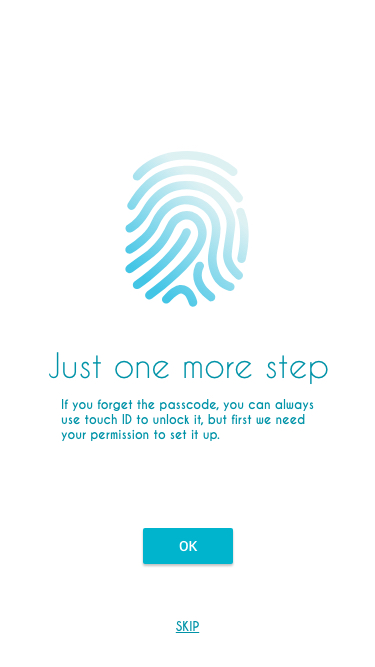 Just one more step
If you forget the passcode, you can always
use touch ID to unlock it, but first we need
your permission to set it up.
OK
SKIP